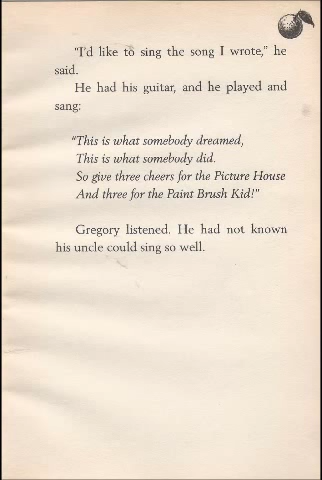 "I'd like to sing the song I wrote," he
said.
He had his guitar, and he played and
sang:
"This is what somebody dreamed,
This is what somebody did.
So give three cheers for the Picture House
And three for the Paint Brush Kid!"
Gregory listened. He had not known
his uncle could sing so well.